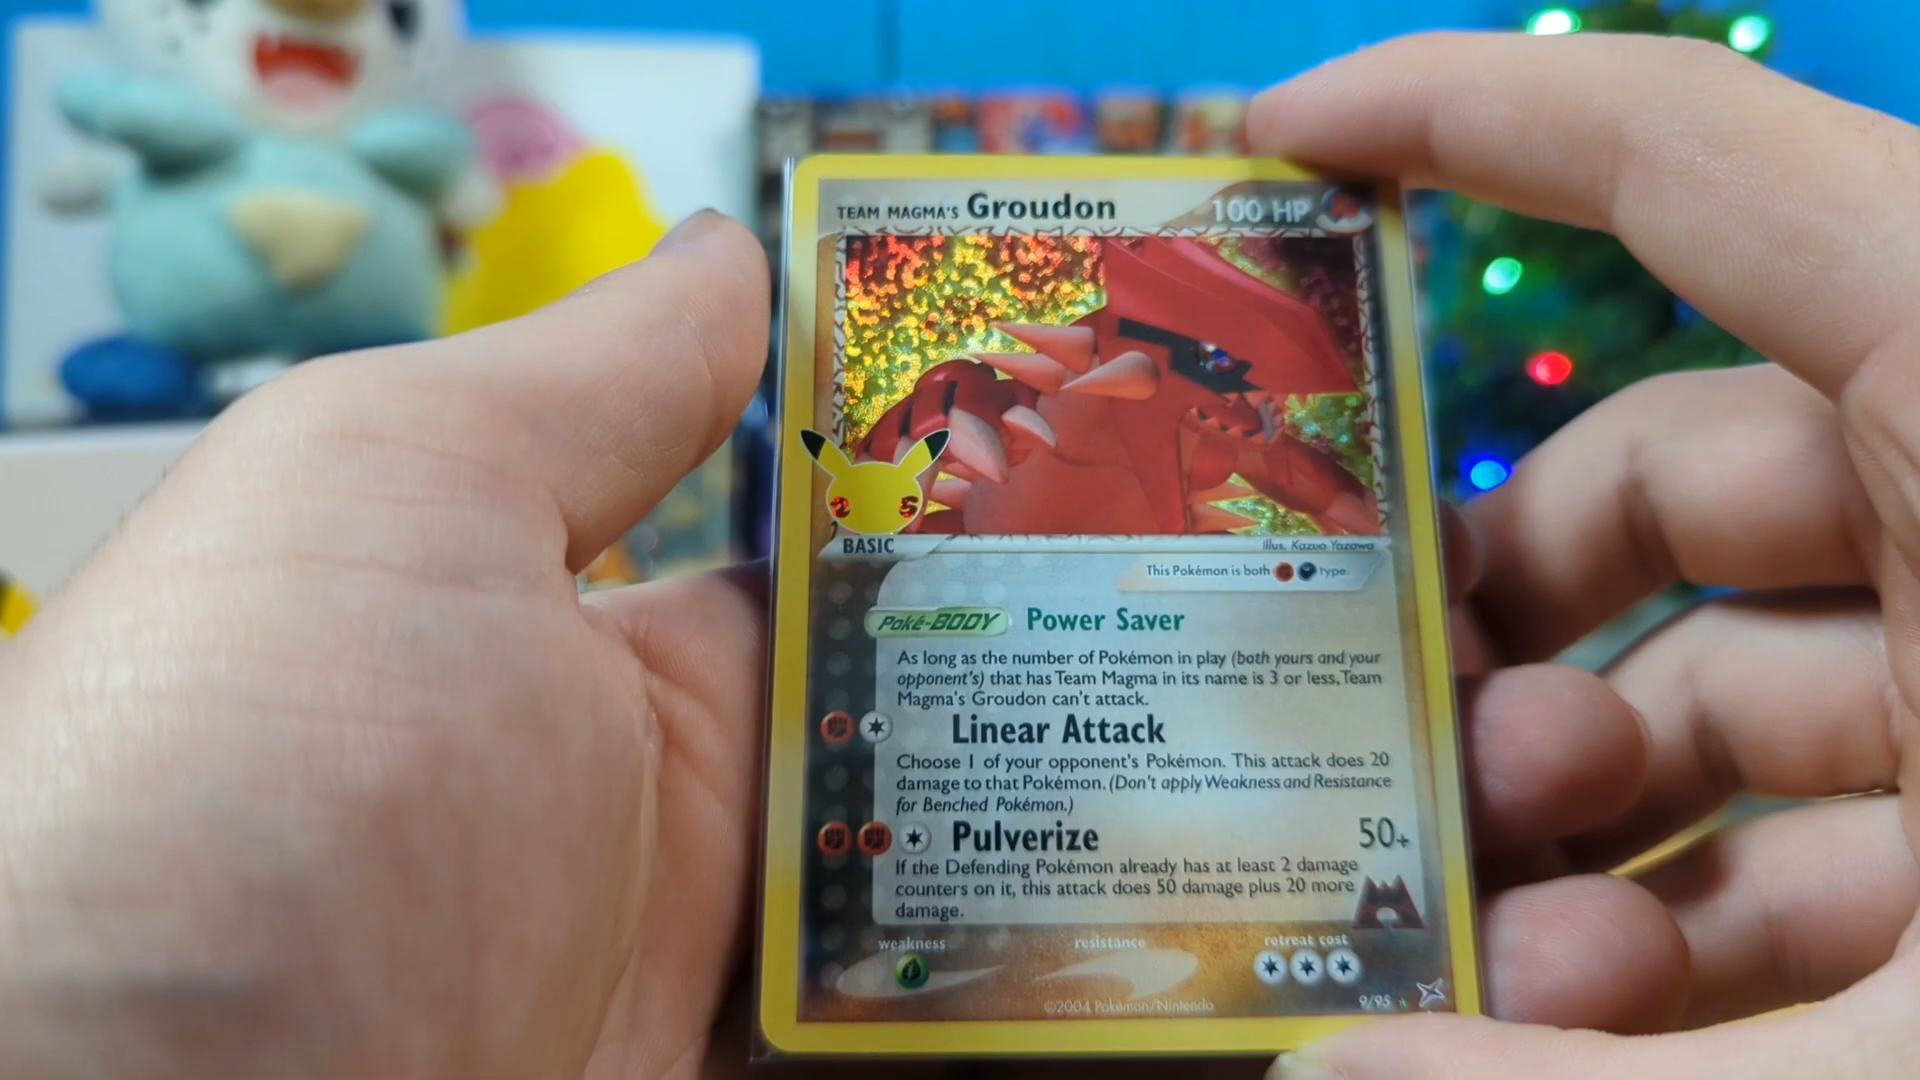 TEAM MAGMA'S Groudon 100 HP
2 5
BASIC
Illus. Kazuo Yazawa
This Pokémon is both type.
Poké-BODY Power Saver
As long as the number of Pokémon in play (both yours and your
opponent's) that has Team Magma in its name is 3 or less, Team
Magma's Groudon can't attack.
Linear Attack
Choose 1 of your opponent's Pokémon. This attack does 20
damage to that Pokémon. (Don't apply Weakness and Resistance
for Benched Pokémon.)
Pulverize 50+
If the Defending Pokémon already has at least 2 damage
counters on it, this attack does 50 damage plus 20 more
damage.
weakness resistance retreat cost
©2004 Pokémon/Nintendo 9/95